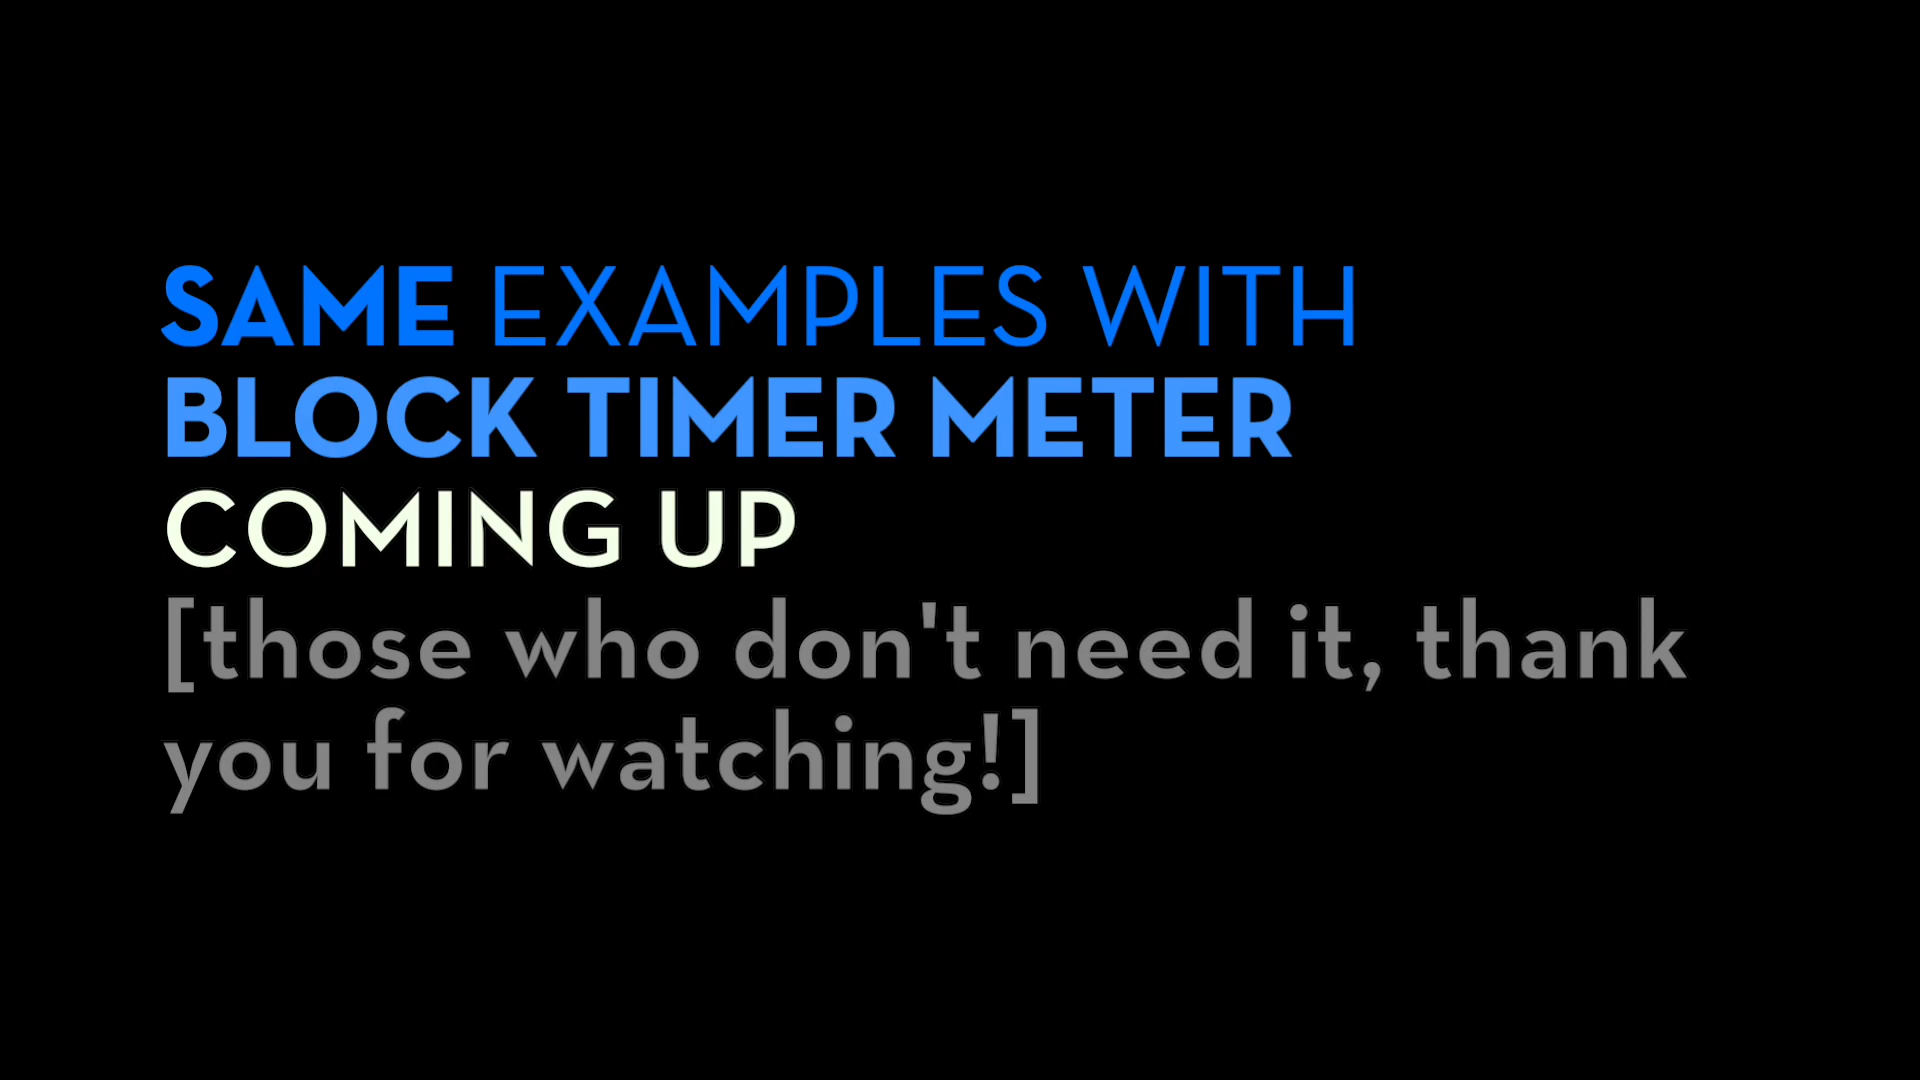 SAME EXAMPLES WITH
BLOCK TIMER METER
COMING UP
[those who don't need it, thank
you for watching!]